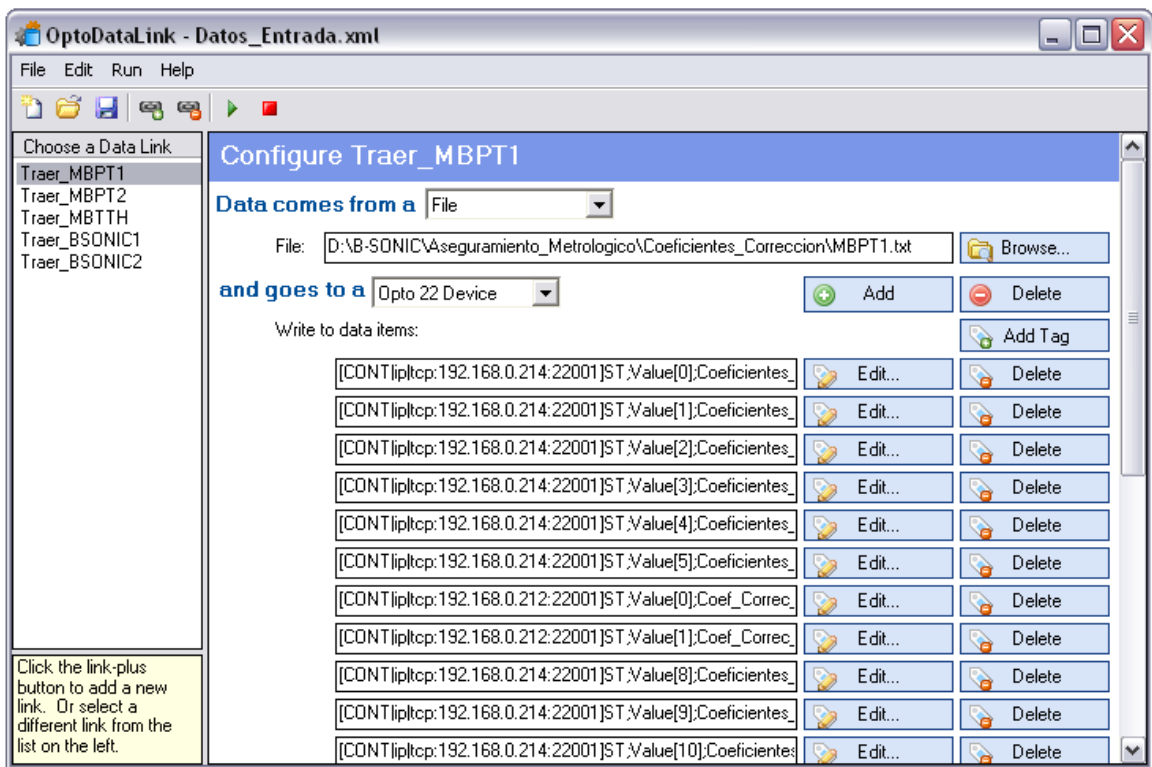 OptoDataLink - Datos_Entrada.xml
File Edit Run Help
Choose a Data Link
Traer_MBPT1
Traer_MBPT2
Traer_MBTTH
Traer_BSONIC1
Traer_BSONIC2
Click the link-plus
button to add a new
link. Or select a
different link from the
list on the left.
Configure Traer_MBPT1
Data comes from a File
File: D:\B-SONIC\Aseguramiento_Metrologico\Coeficientes_Correccion\MBPT1.txt Browse...
and goes to a Opto 22 Device Add Delete
Write to data items: Add Tag
[CONT|ip|tcp:192.168.0.214:22001]ST;Value[0];Coeficientes_ Edit... Delete
[CONT|ip|tcp:192.168.0.214:22001]ST;Value[1];Coeficientes_ Edit... Delete
[CONT|ip|tcp:192.168.0.214:22001]ST;Value[2];Coeficientes_ Edit... Delete
[CONT|ip|tcp:192.168.0.214:22001]ST;Value[3];Coeficientes_ Edit... Delete
[CONT|ip|tcp:192.168.0.214:22001]ST;Value[4];Coeficientes_ Edit... Delete
[CONT|ip|tcp:192.168.0.214:22001]ST;Value[5];Coeficientes_ Edit... Delete
[CONT|ip|tcp:192.168.0.212:22001]ST;Value[0];Coef_Correc_ Edit... Delete
[CONT|ip|tcp:192.168.0.212:22001]ST;Value[1];Coef_Correc_ Edit... Delete
[CONT|ip|tcp:192.168.0.214:22001]ST;Value[8];Coeficientes_ Edit... Delete
[CONT|ip|tcp:192.168.0.214:22001]ST;Value[9];Coeficientes_ Edit... Delete
[CONT|ip|tcp:192.168.0.214:22001]ST;Value[10];Coeficientes Edit... Delete